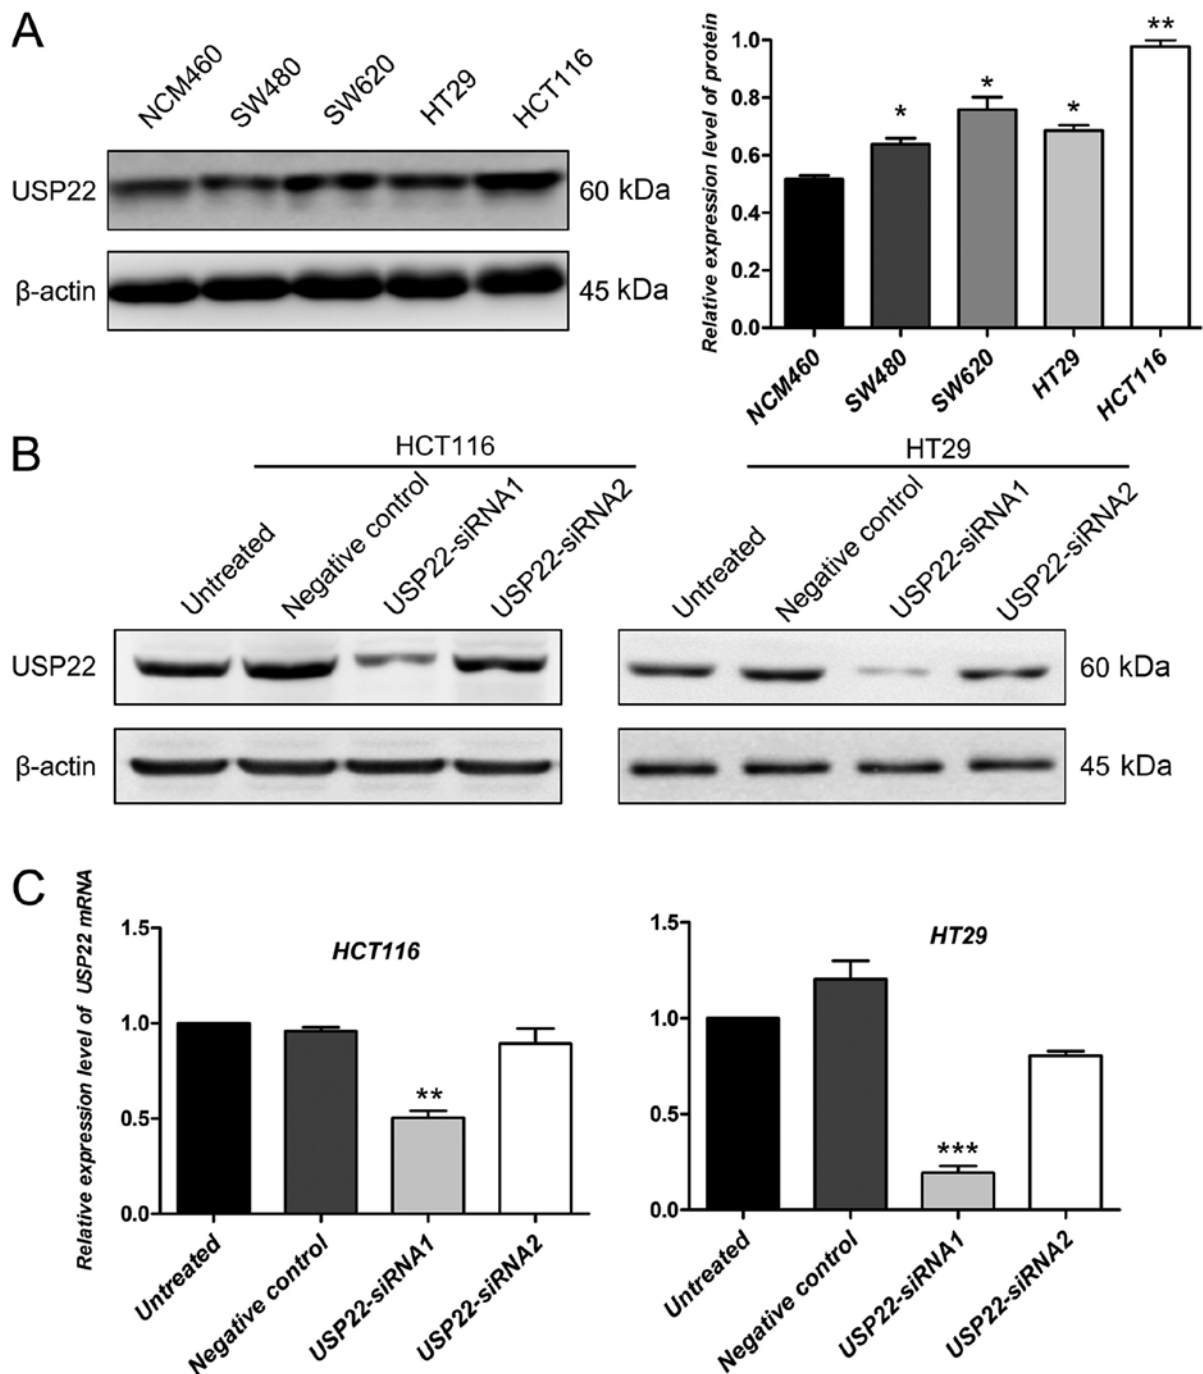 A
NCM460
SW480
SW620
HT29
HCT116
USP22
60 kDa
β-actin
45 kDa
Relative expression level of protein
1.0
0.8
0.6
0.4
0.2
0.0
*
*
*
**
NCM460
SW480
SW620
HT29
HCT116
B
HCT116
Untreated
Negative control
USP22-siRNA1
USP22-siRNA2
HT29
Untreated
Negative control
USP22-siRNA1
USP22-siRNA2
USP22
60 kDa
β-actin
45 kDa
C
Relative expression level of USP22 mRNA
1.5
1.0
0.5
0.0
HCT116
**
Untreated
Negative control
USP22-siRNA1
USP22-siRNA2
1.5
1.0
0.5
0.0
HT29
***
Untreated
Negative control
USP22-siRNA1
USP22-siRNA2